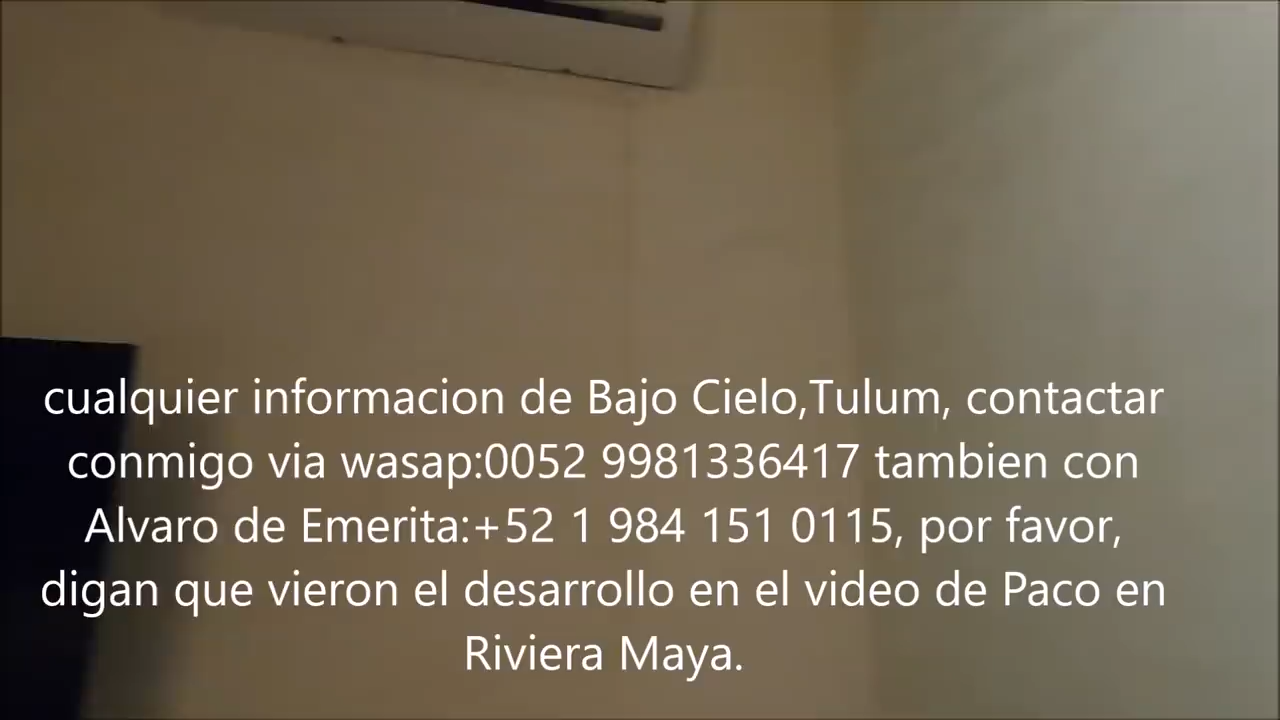 cualquier informacion de Bajo Cielo,Tulum, contactar
conmigo via wasap:0052 9981336417 tambien con
Alvaro de Emerita:+52 1 984 151 0115, por favor,
digan que vieron el desarrollo en el video de Paco en
Riviera Maya.